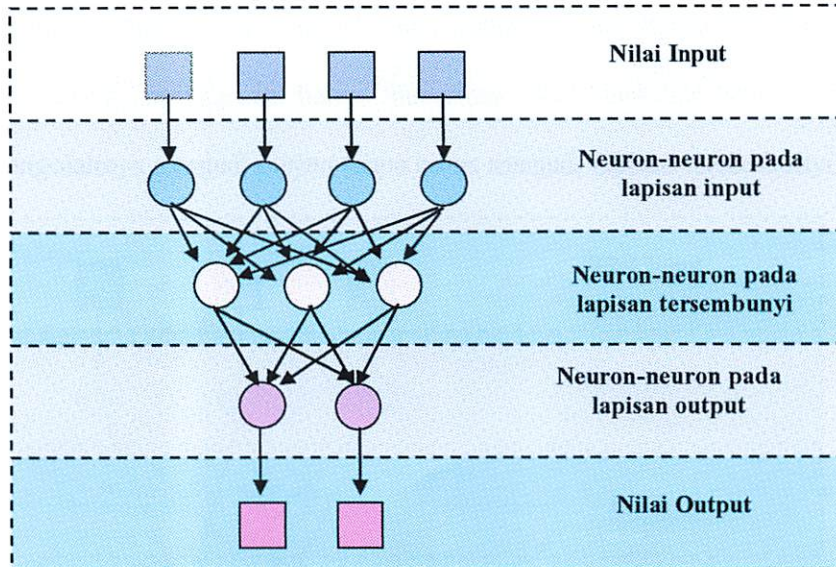 Nilai Input
Neuron-neuron pada
lapisan input
Neuron-neuron pada
lapisan tersembunyi
Neuron-neuron pada
lapisan output
Nilai Output